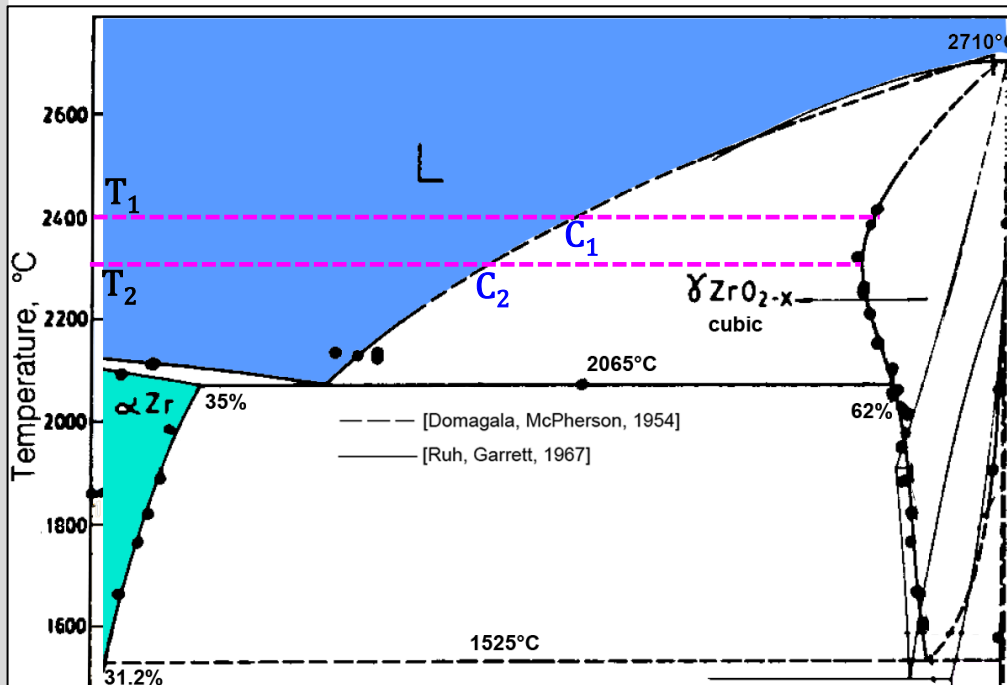 2710°C
2600
L
T₁
2400
C₁
T₂
C₂
γ ZrO₂₋ₓ
cubic
2200
2065°C
αZr
35%
62%
2000
[Domagala, McPherson, 1954]
[Ruh, Garrett, 1967]
1800
1600
1525°C
31.2%
Temperature, °C